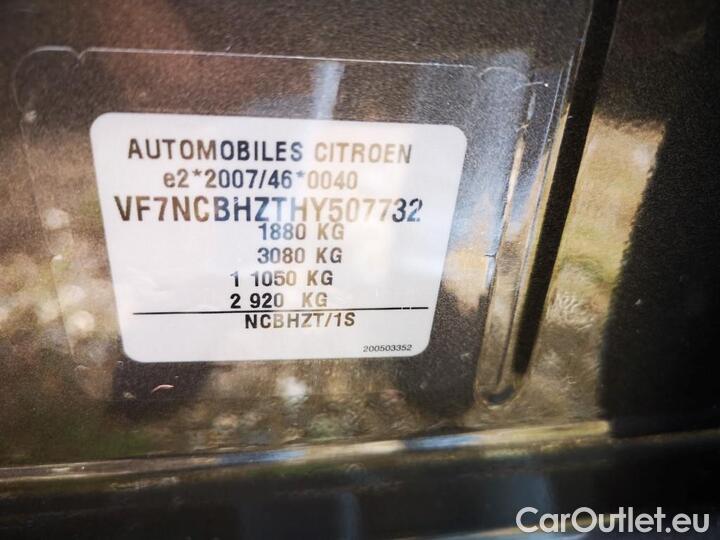 AUTOMOBILES CITROEN
e2*2007/46*0040
VF7NCBHZTHY507732
1880 KG
3080 KG
1 1050 KG
2 920 KG
NCBHZT/1S
200503352
CarOutlet.eu